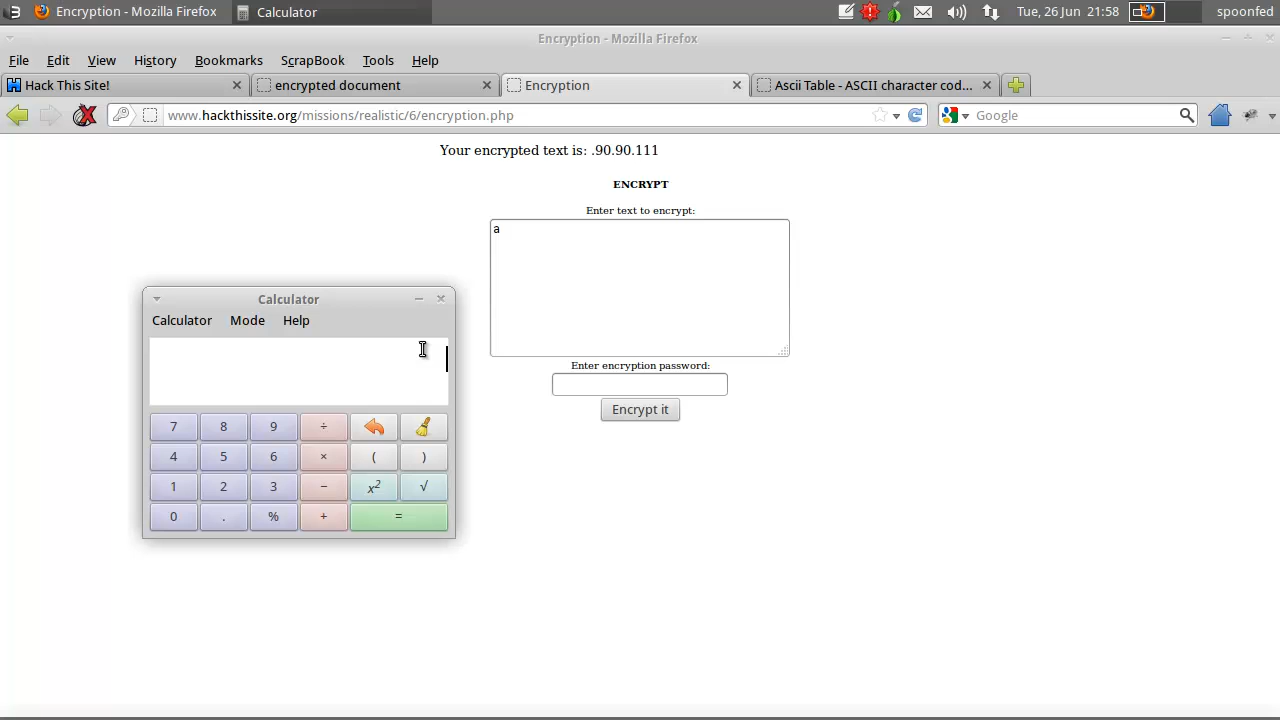 Encryption - Mozilla Firefox
Calculator
Tue, 26 Jun 21:58
spoonfed
Encryption - Mozilla Firefox
File Edit View History Bookmarks ScrapBook Tools Help
Hack This Site!
encrypted document
Encryption
Ascii Table - ASCII character cod...
www.hackthissite.org/missions/realistic/6/encryption.php
Google
Your encrypted text is: .90.90.111
ENCRYPT
Enter text to encrypt:
a
Enter encryption password:
Encrypt it
Calculator
Calculator Mode Help
7 8 9 ÷
4 5 6 × ( )
1 2 3 − x² √
0 . % + =